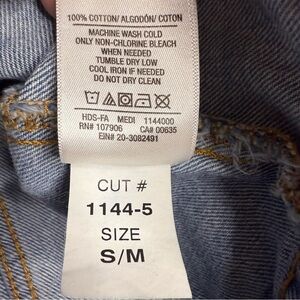 100% COTTON/ ALGODÓN/ COTON
MACHINE WASH COLD
ONLY NON-CHLORINE BLEACH
WHEN NEEDED
TUMBLE DRY LOW
COOL IRON IF NEEDED
DO NOT DRY CLEAN
HDS-FA MEDI 1144000
RN# 107906 CA# 00635
EIN# 20-3082491
CUT #
1144-5
SIZE
S/M